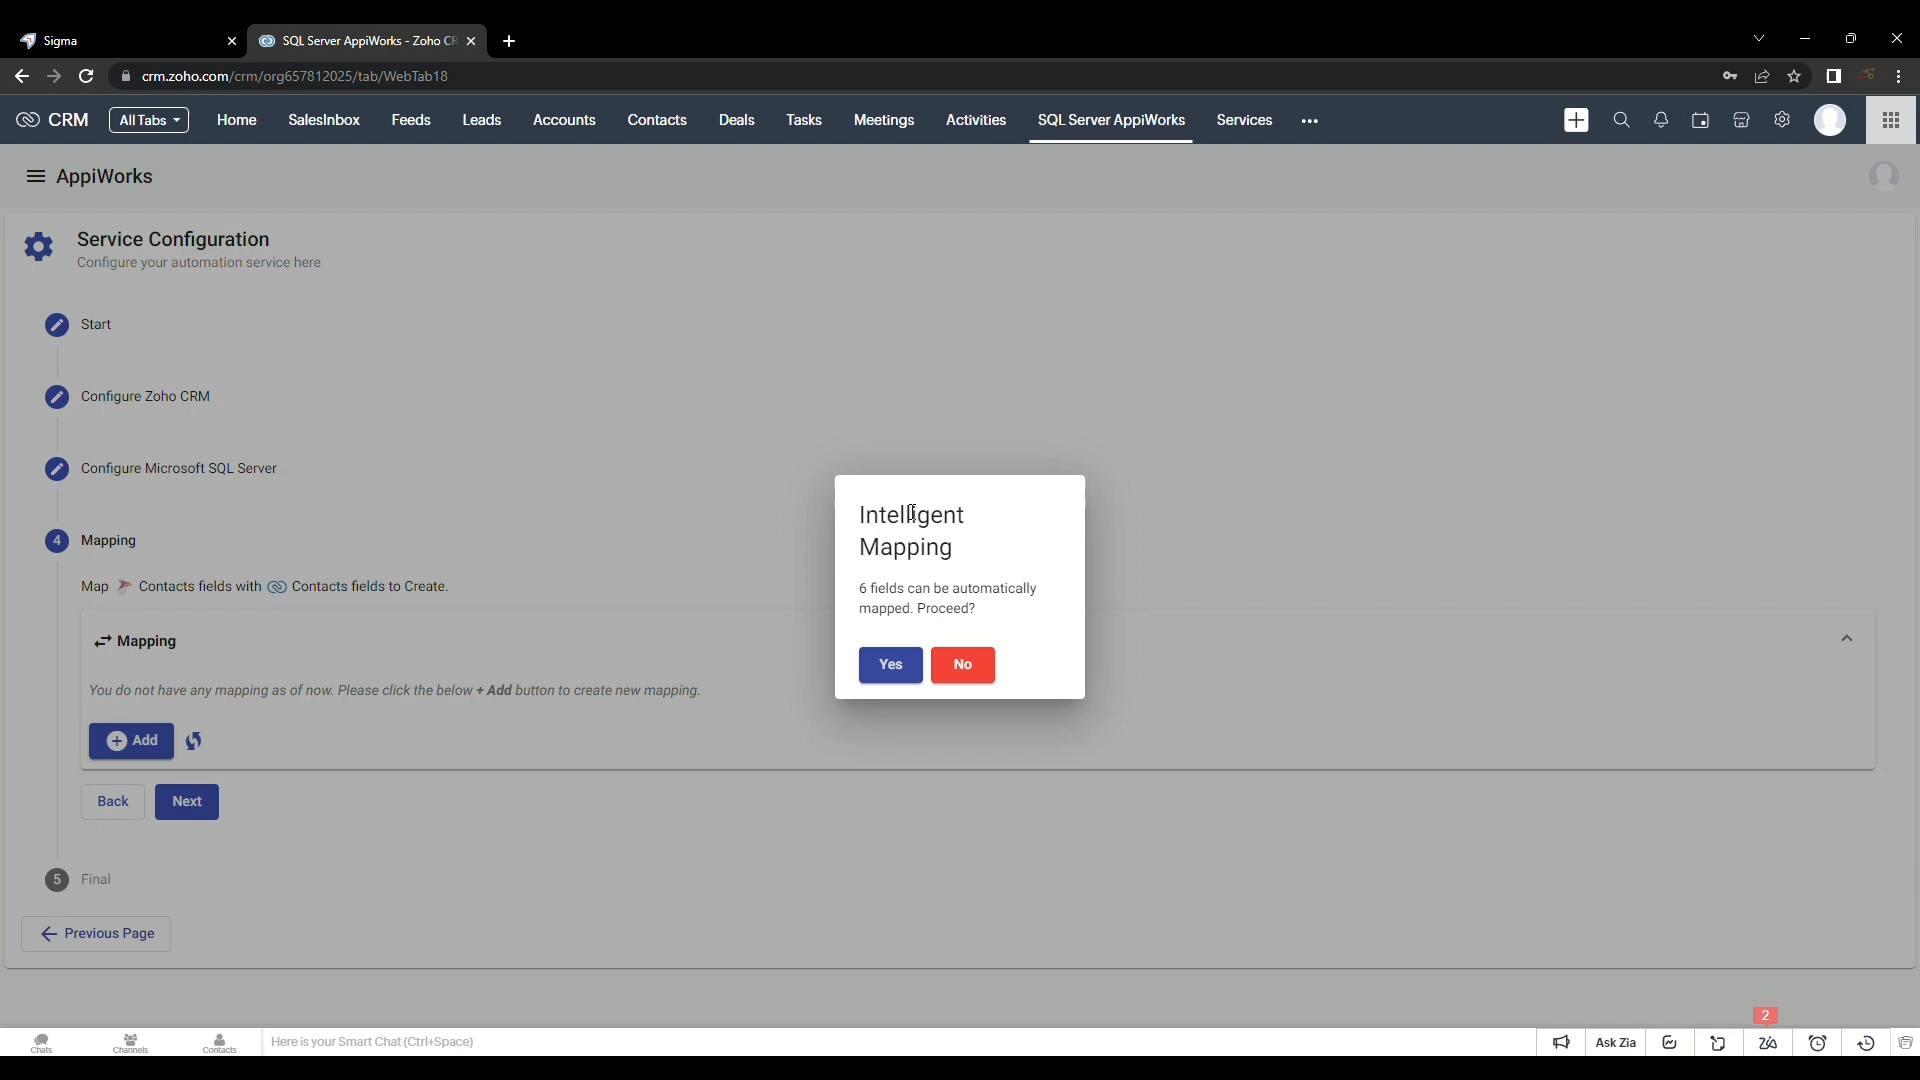 Sigma
SQL Server AppiWorks - Zoho CR
crm.zoho.com/crm/org657812025/tab/WebTab18
CRM
All Tabs
Home
SalesInbox
Feeds
Leads
Accounts
Contacts
Deals
Tasks
Meetings
Activities
SQL Server AppiWorks
Services
AppiWorks
Service Configuration
Configure your automation service here
Start
Configure Zoho CRM
Configure Microsoft SQL Server
4 Mapping
Map Contacts fields with Contacts fields to Create.
Mapping
You do not have any mapping as of now. Please click the below + Add button to create new mapping.
Add
Back
Next
5 Final
Previous Page
Intelligent
Mapping
6 fields can be automatically
mapped. Proceed?
Yes
No
2
Chats
Channels
Contacts
Here is your Smart Chat (Ctrl+Space)
Ask Zia